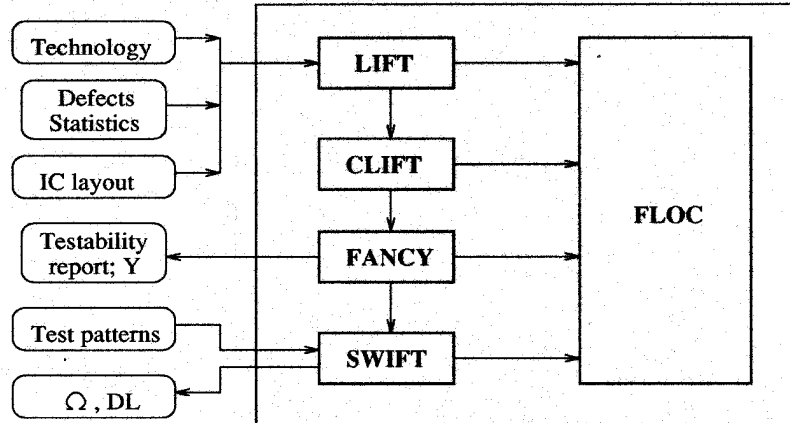 Technology
Defects
Statistics
IC layout
Testability
report; Y
Test patterns
Ω , DL
LIFT
CLIFT
FANCY
SWIFT
FLOC